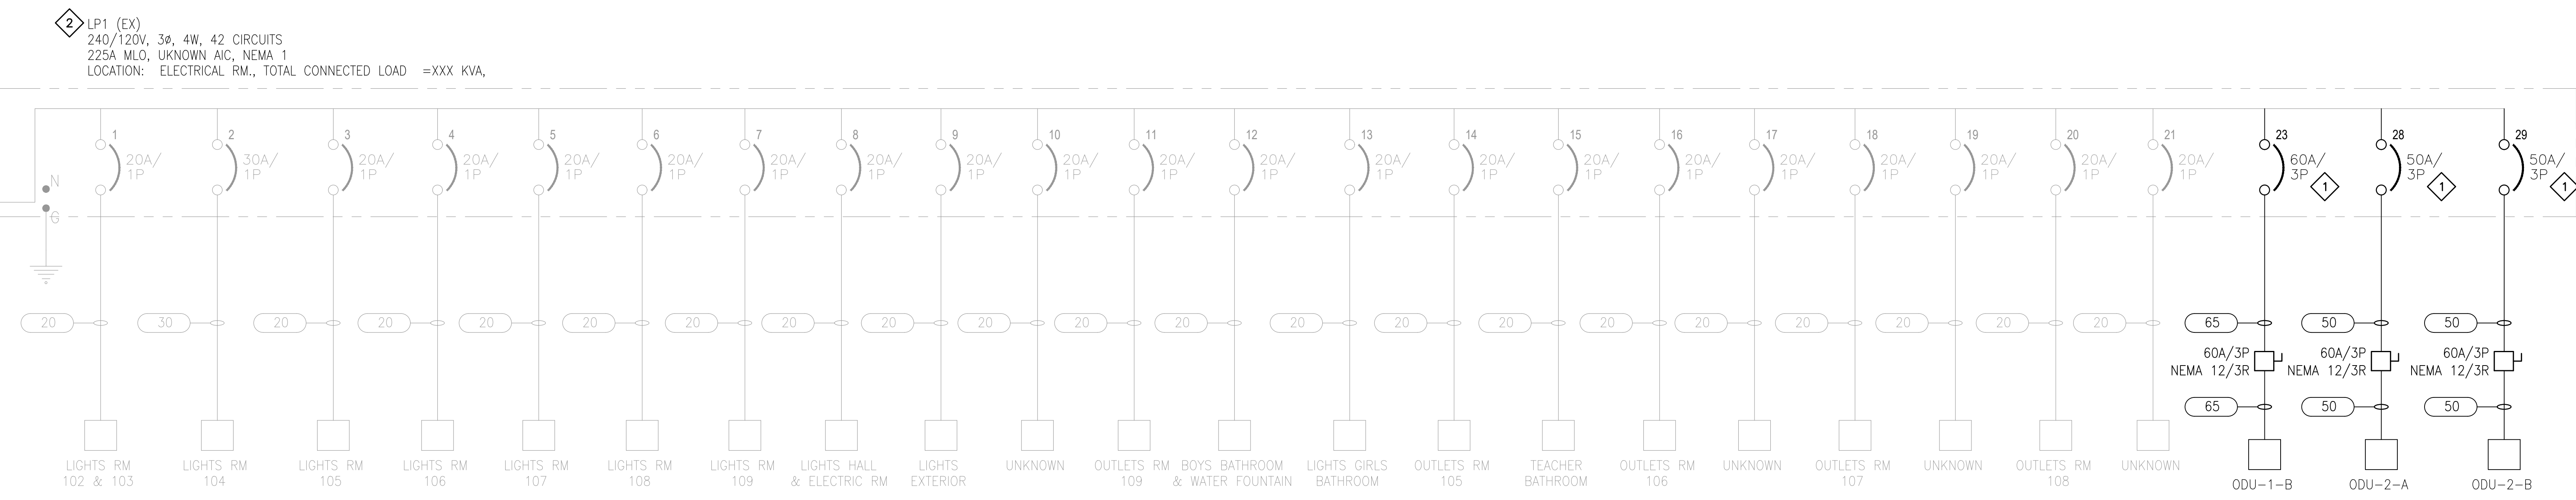 2
LP1 (EX)
240/120V, 3ø, 4W, 42 CIRCUITS
225A MLO, UKNOWN AIC, NEMA 1
LOCATION: ELECTRICAL RM., TOTAL CONNECTED LOAD =XXX KVA,
1 2 3 4 5 6 7 8 9 10 11 12 13 14 15 16 17 18 19 20 21 23 28 29
20A/ 30A/ 20A/ 20A/ 20A/ 20A/ 20A/ 20A/ 20A/ 20A/ 20A/ 20A/ 20A/ 20A/ 20A/ 20A/ 20A/ 20A/ 20A/ 20A/ 20A/ 60A/ 50A/ 50A/
1P 1P 1P 1P 1P 1P 1P 1P 1P 1P 1P 1P 1P 1P 1P 1P 1P 1P 1P 1P 1P 3P 3P 3P
N 1 1 1
G
20 30 20 20 20 20 20 20 20 20 20 20 20 20 20 20 20 20 20 20 20 65 50 50
60A/3P 60A/3P 60A/3P
NEMA 12/3R NEMA 12/3R NEMA 12/3R
65 50 50
LIGHTS RM LIGHTS RM LIGHTS RM LIGHTS RM LIGHTS RM LIGHTS RM LIGHTS RM LIGHTS HALL LIGHTS UNKNOWN OUTLETS RM BOYS BATHROOM LIGHTS GIRLS OUTLETS RM TEACHER OUTLETS RM UNKNOWN OUTLETS RM UNKNOWN OUTLETS RM UNKNOWN
102 & 103 104 105 106 107 108 109 & ELECTRIC RM EXTERIOR 109 & WATER FOUNTAIN BATHROOM 105 BATHROOM 106 107 108
ODU-1-B ODU-2-A ODU-2-B